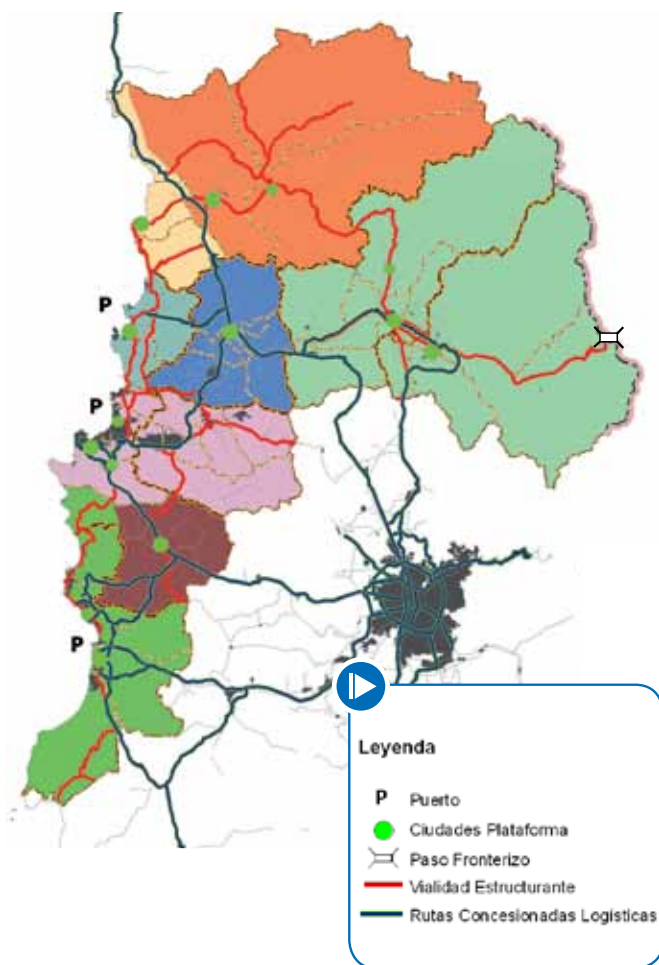 P
P
P
Leyenda
P Puerto
Ciudades Plataforma
Paso Fronterizo
Vialidad Estructurante
Rutas Concesionadas Logísticas